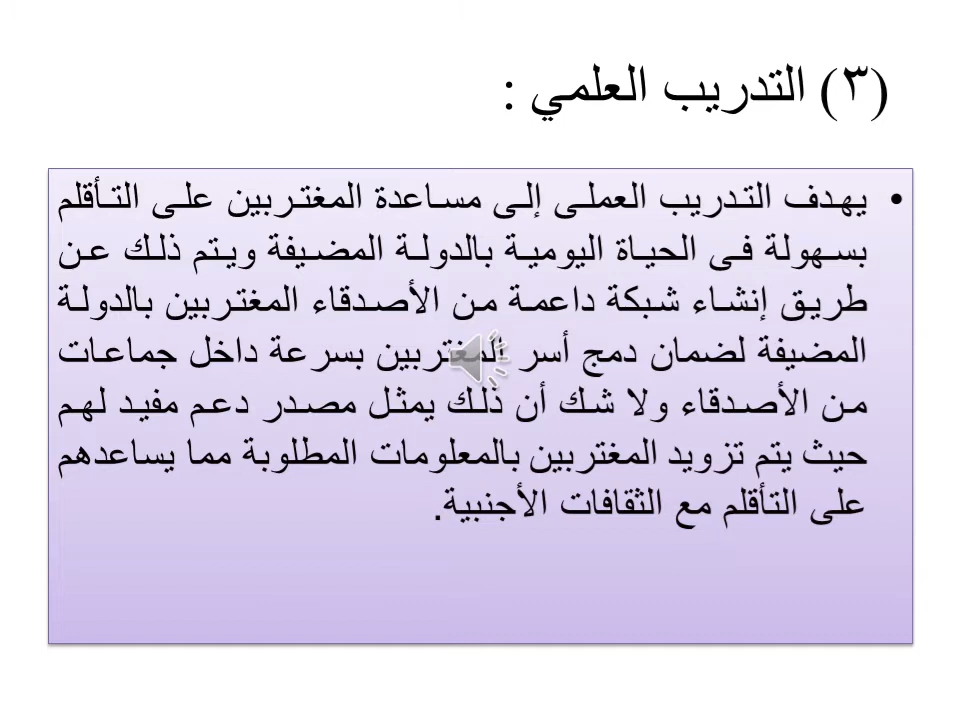 (٣) التدريب العلمي :
• يهدف التدريب العملى إلى مساعدة المغتربين على التأقلم
بسهولة فى الحياة اليومية بالدولة المضيفة ويتم ذلك عن
طريق إنشاء شبكة داعمة من الأصدقاء المغتربين بالدولة
المضيفة لضمان دمج أسر المغتربين بسرعة داخل جماعات
من الأصدقاء ولا شك أن ذلك يمثل مصدر دعم مفيد لهم
حيث يتم تزويد المغتربين بالمعلومات المطلوبة مما يساعدهم
على التأقلم مع الثقافات الأجنبية.